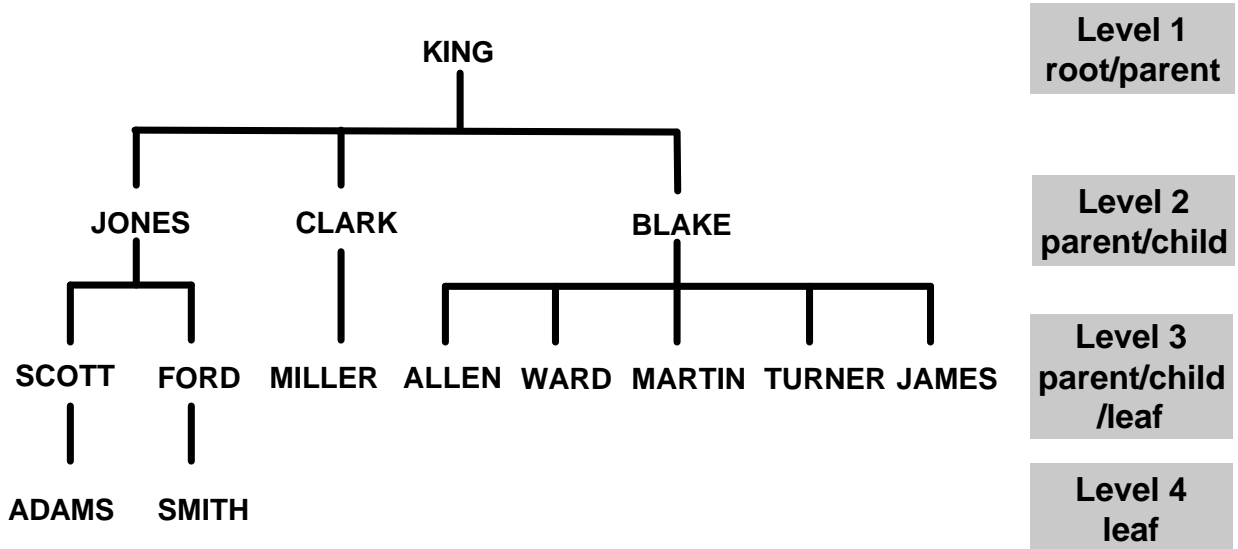 KING
Level 1
root/parent
JONES CLARK BLAKE
Level 2
parent/child
SCOTT FORD MILLER ALLEN WARD MARTIN TURNER JAMES
Level 3
parent/child
/leaf
ADAMS SMITH
Level 4
leaf